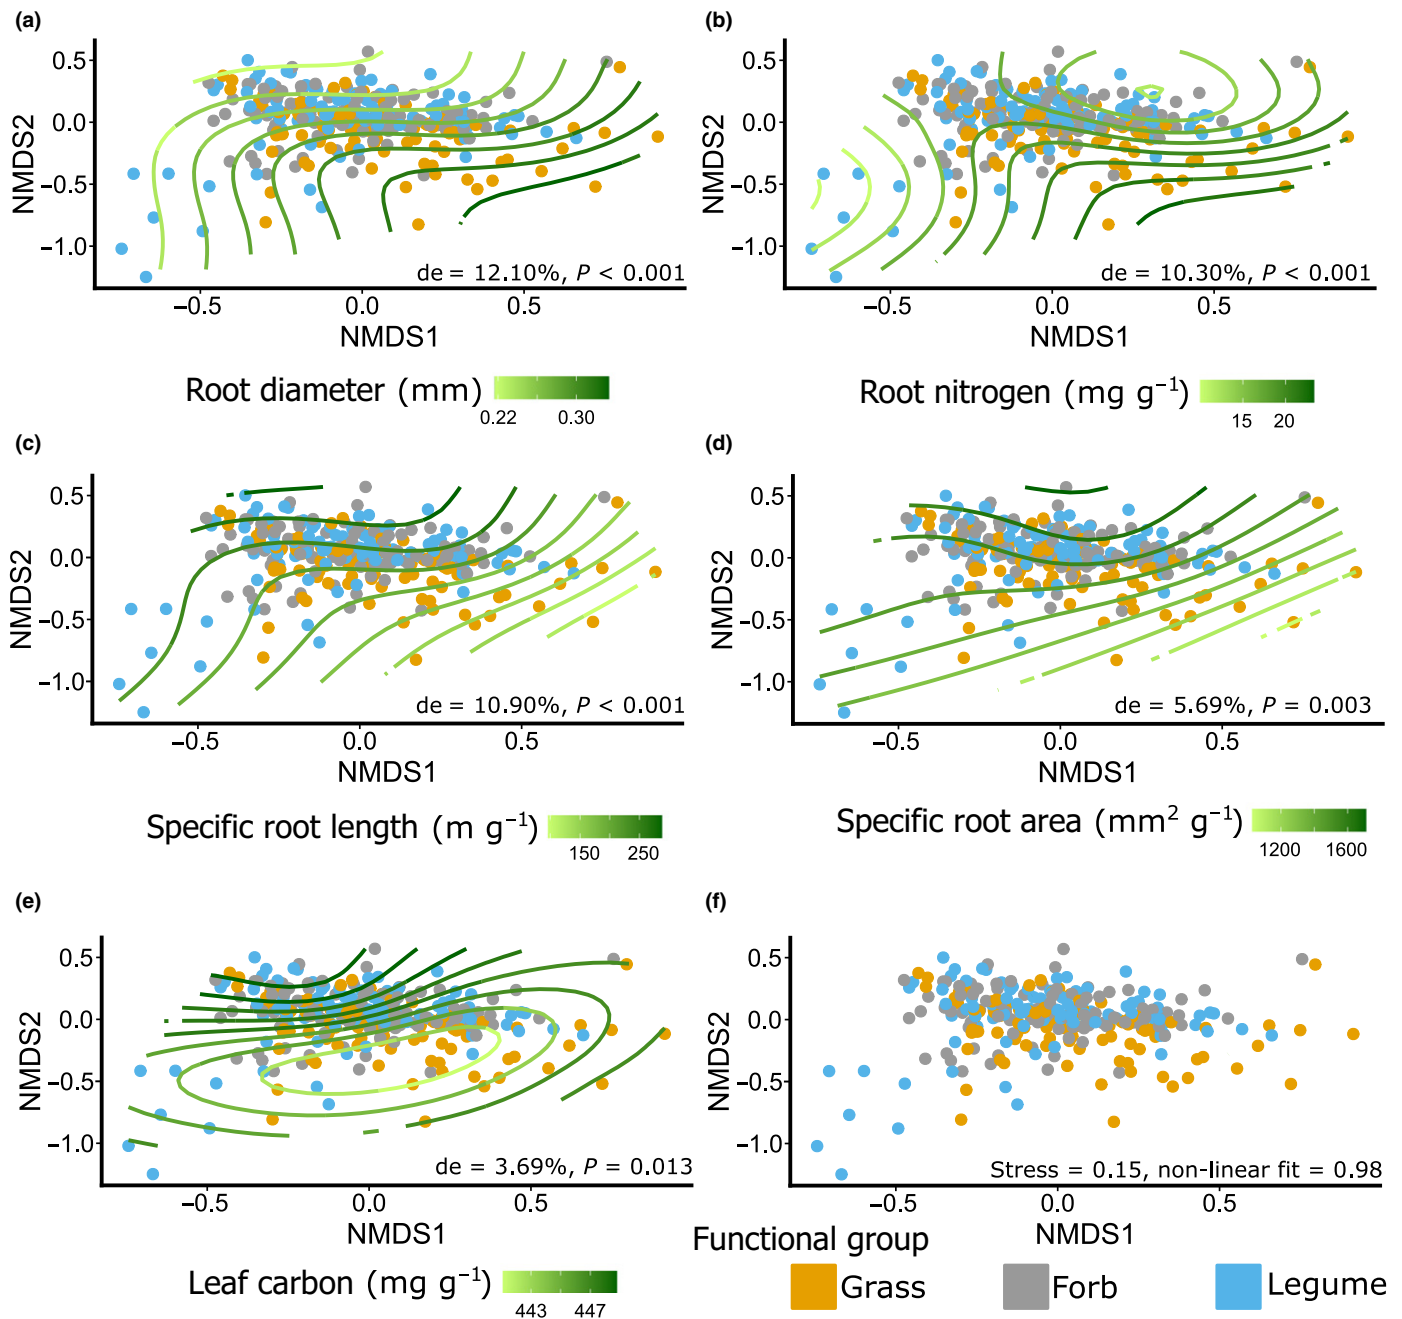 (a)
0.5
0.0
−0.5
−1.0
NMDS2
de = 12.10%, P < 0.001
−0.5 0.0 0.5
NMDS1
Root diameter (mm)
0.22 0.30
(b)
0.5
0.0
−0.5
−1.0
NMDS2
de = 10.30%, P < 0.001
−0.5 0.0 0.5
NMDS1
Root nitrogen (mg g⁻¹)
15 20
(c)
0.5
0.0
−0.5
−1.0
NMDS2
de = 10.90%, P < 0.001
−0.5 0.0 0.5
NMDS1
Specific root length (m g⁻¹)
150 250
(d)
0.5
0.0
−0.5
−1.0
NMDS2
de = 5.69%, P = 0.003
−0.5 0.0 0.5
NMDS1
Specific root area (mm² g⁻¹)
1200 1600
(e)
0.5
0.0
−0.5
−1.0
NMDS2
de = 3.69%, P = 0.013
−0.5 0.0 0.5
NMDS1
Leaf carbon (mg g⁻¹)
443 447
(f)
0.5
0.0
−0.5
−1.0
NMDS2
Stress = 0.15, non-linear fit = 0.98
−0.5 0.0 0.5
NMDS1
Functional group
Grass Forb Legume